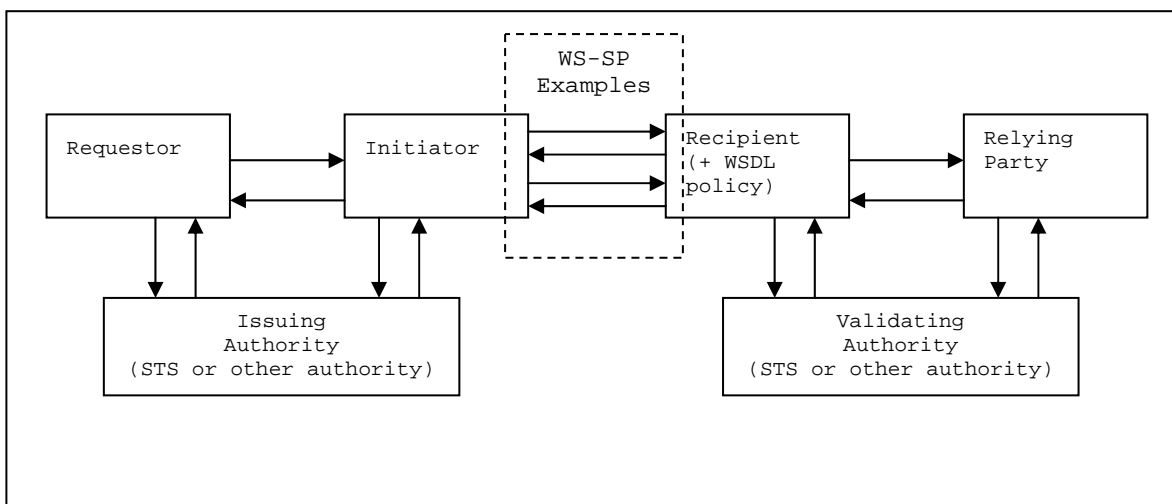 WS-SP
Examples
Requestor
Initiator
Recipient
(+ WSDL
policy)
Relying
Party
Issuing
Authority
(STS or other authority)
Validating
Authority
(STS or other authority)